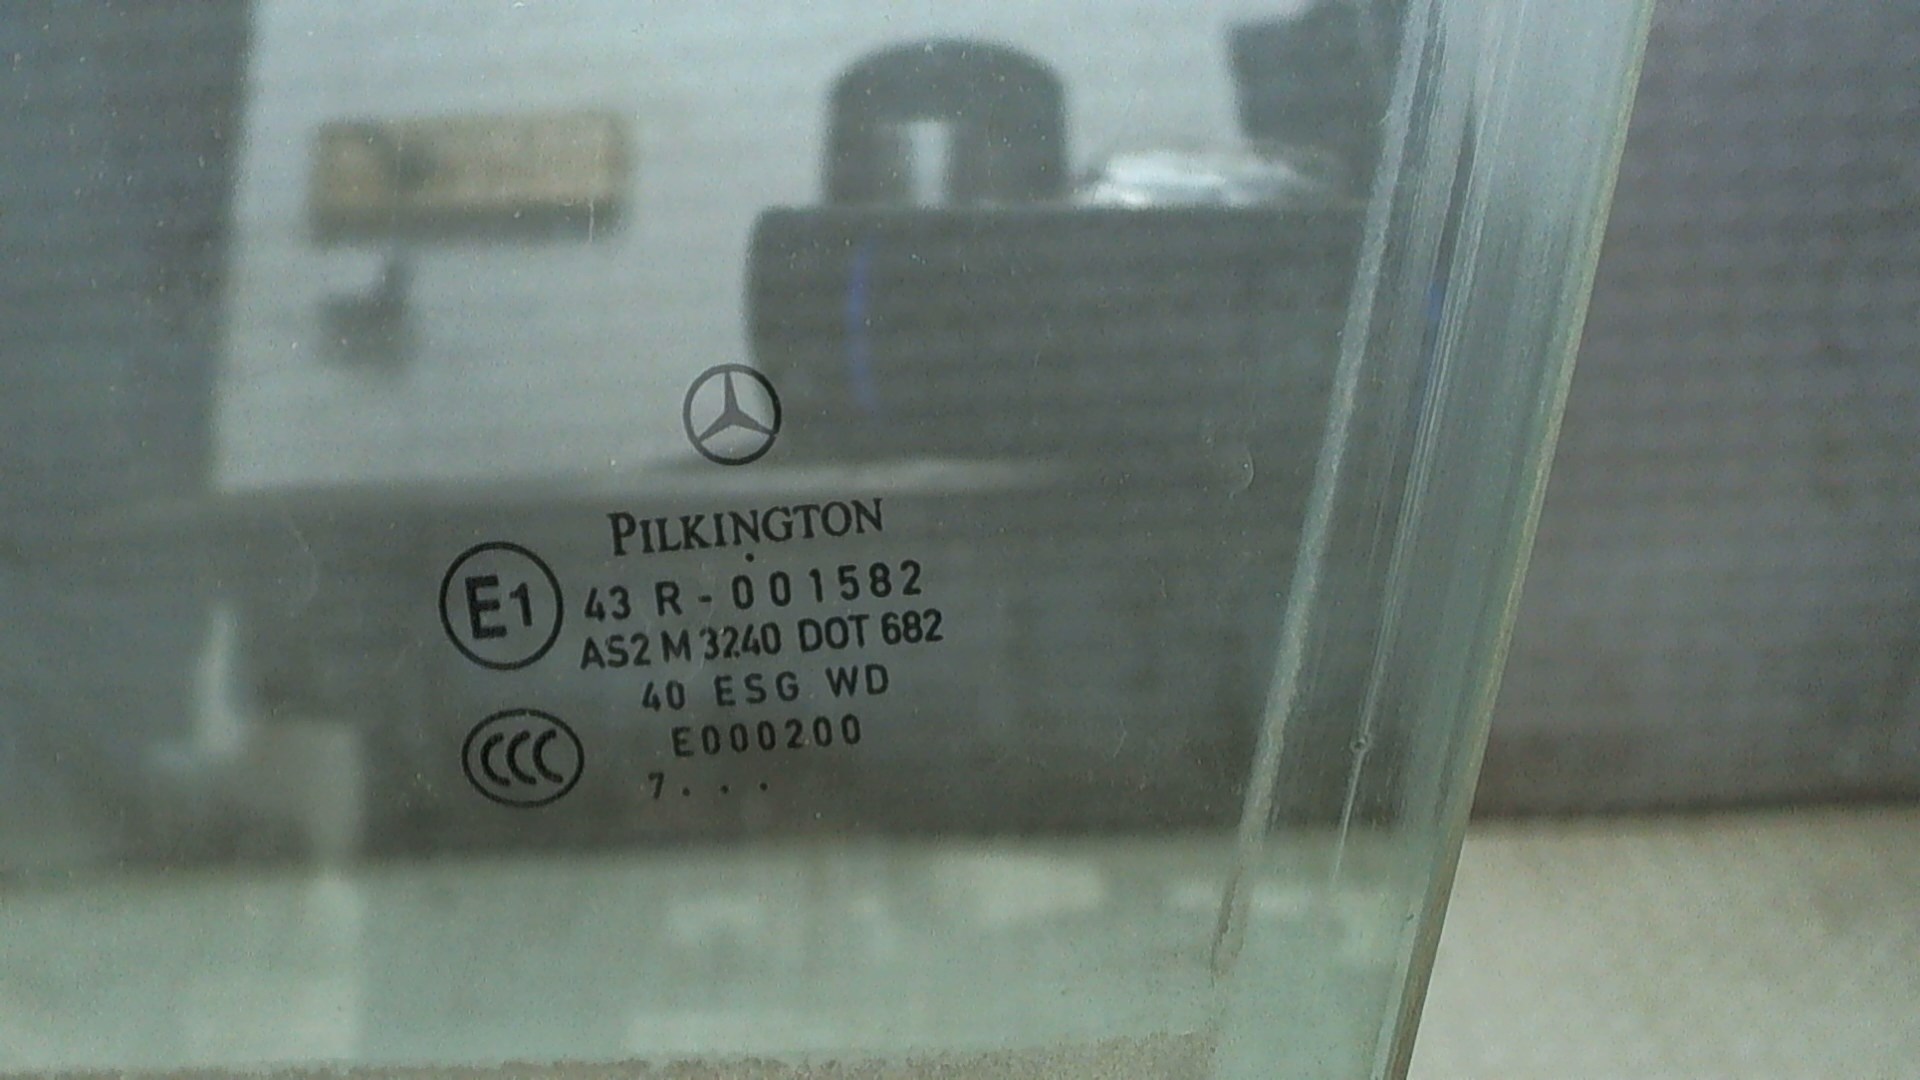 PILKINGTON
E1 43 R - 001582
AS2 M 3240 DOT 682
40 ESG WD
CCC E000200
7. . .